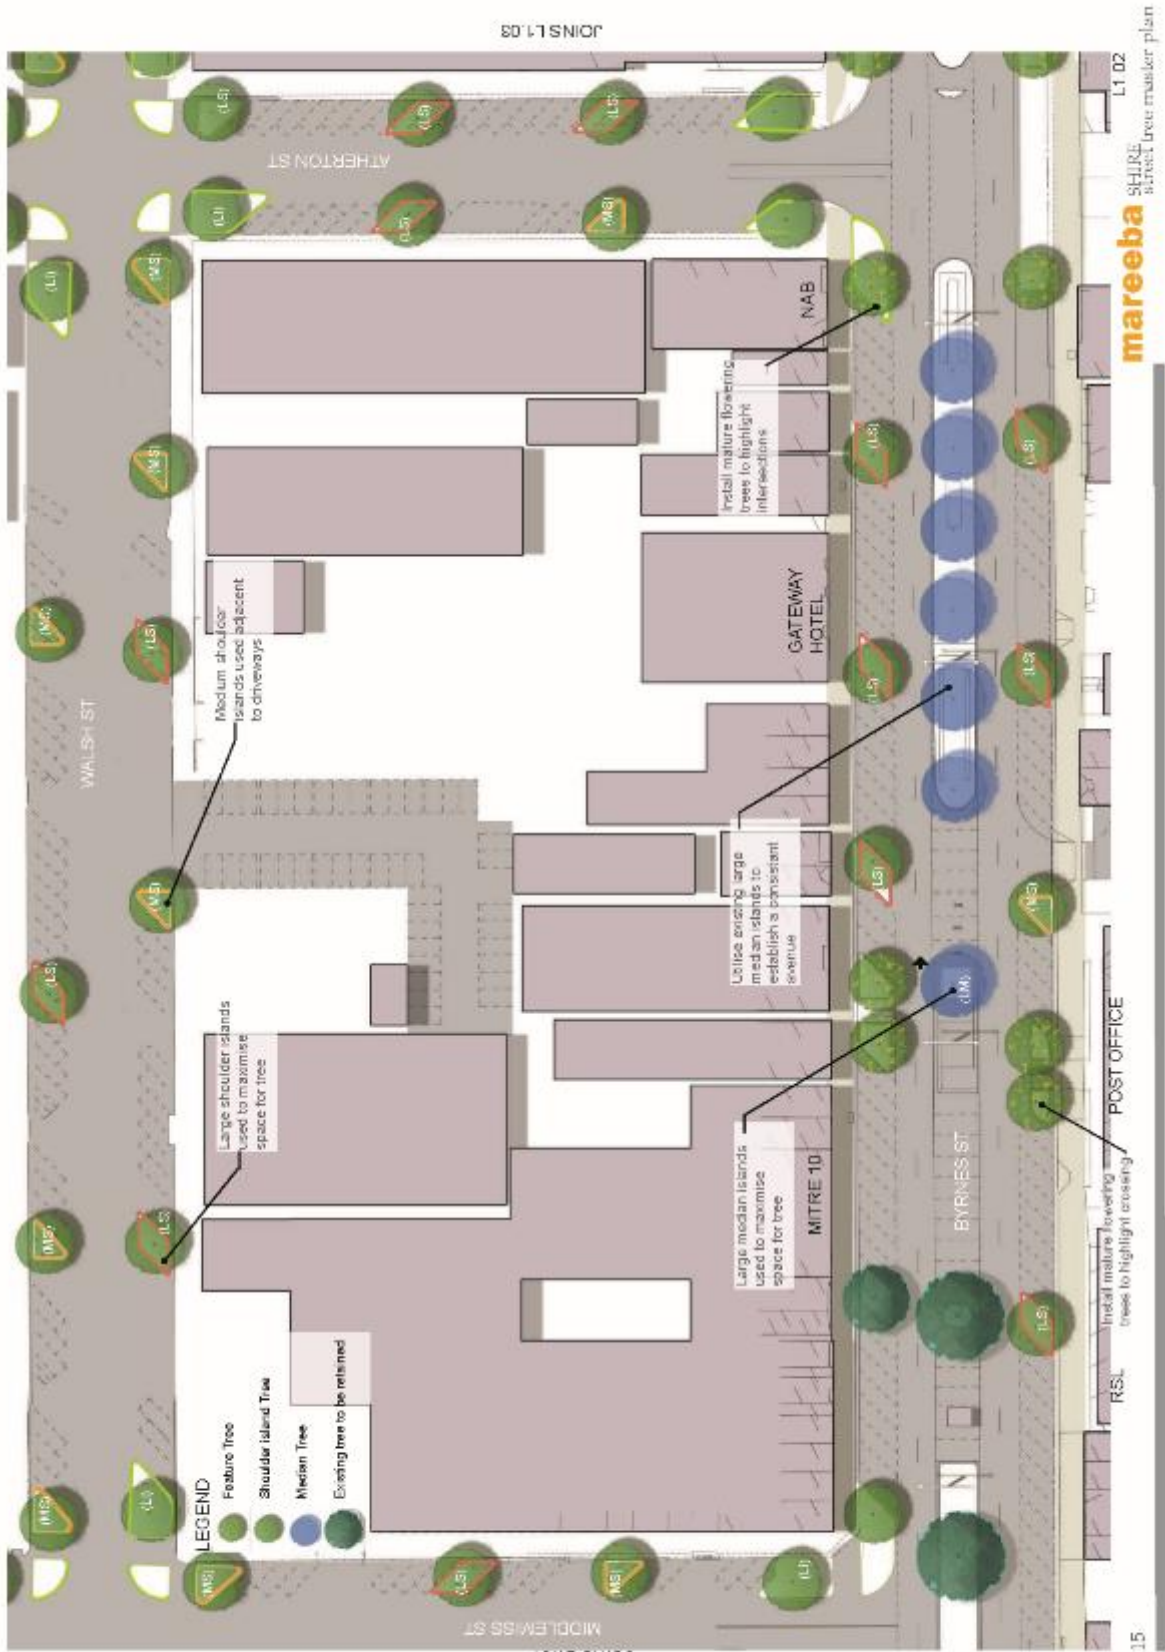 JOINS L1.03
ATHERTON ST
WALSH ST
MIDDLEMISS ST
BYRNES ST
(LI)
(MS)
(LS)
(LM)
Medium shoulder
islands used adjacent
to driveways
Large shoulder islands
used to maximise
space for tree
Install mature flowering
trees to highlight
intersections
Utilise existing large
median islands to
establish a consistant
avenue
Large median islands
used to maximise
space for tree
Install mature flowering
trees to highlight crossing
NAB
GATEWAY
HOTEL
MITRE 10
POST OFFICE
RSL
LEGEND
Feature Tree
Shoulder island Tree
Median Tree
Existing tree to be retained
L1.02
mareeba SHIRE
street tree master plan
15